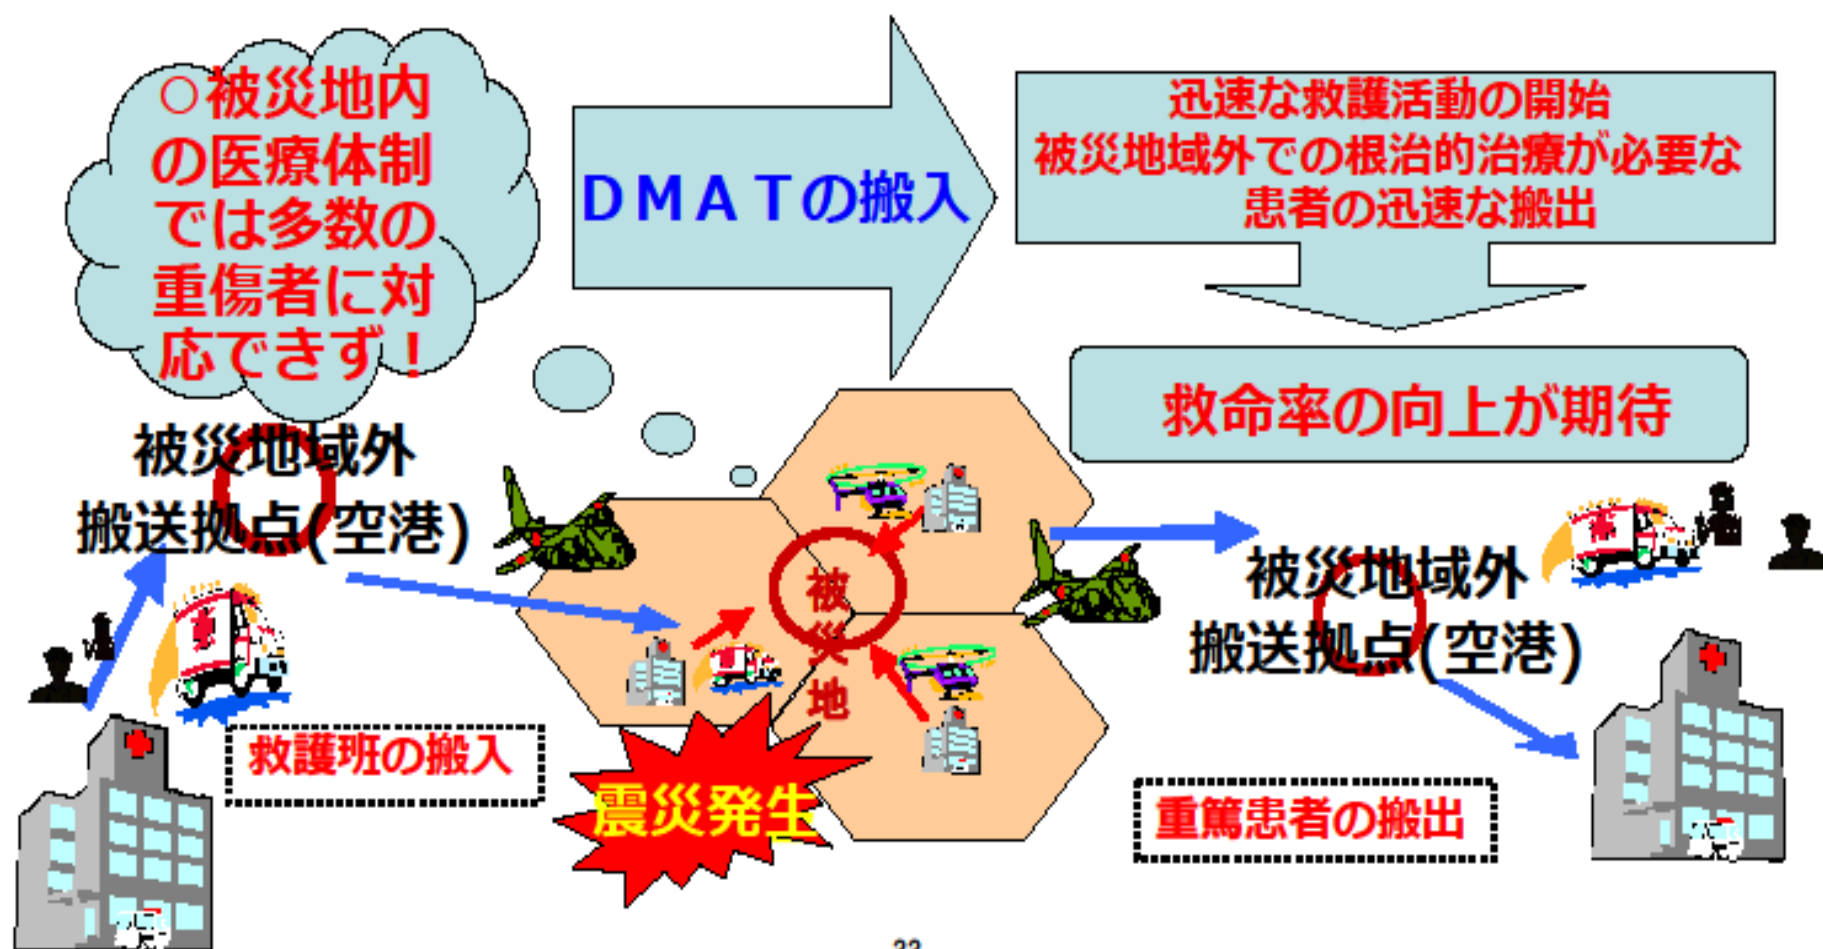 ○被災地内
の医療体制
では多数の
重傷者に対
応できず！
DMATの搬入
迅速な救護活動の開始
被災地域外での根治的治療が必要な
患者の迅速な搬出
救命率の向上が期待
被災地域外
搬送拠点(空港)
被
災
地
被災地域外
搬送拠点(空港)
救護班の搬入
震災発生
重篤患者の搬出